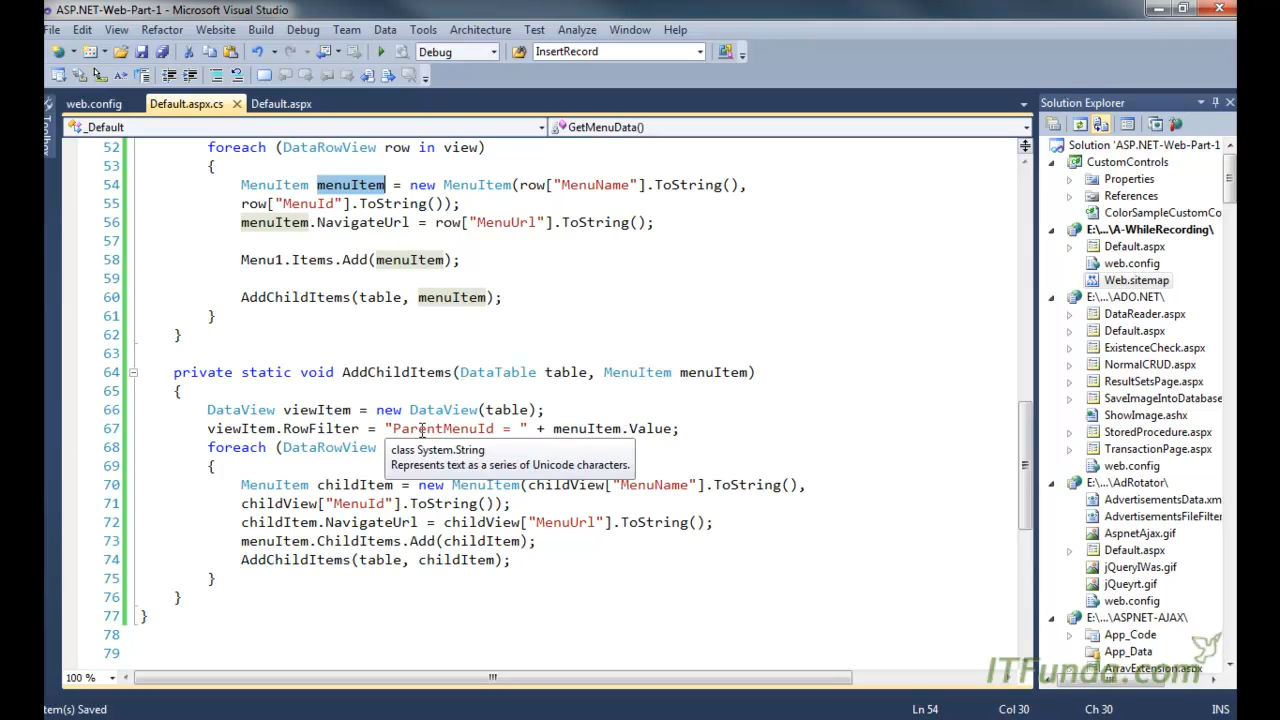 ASP.NET-Web-Part-1 - Microsoft Visual Studio
File Edit View Refactor Website Build Debug Team Data Tools Architecture Test Analyze Window Help
Debug InsertRecord
web.config Default.aspx.cs Default.aspx
_Default GetMenuData()
52 foreach (DataRowView row in view)
53 {
54 MenuItem menuItem = new MenuItem(row["MenuName"].ToString(),
55 row["MenuId"].ToString());
56 menuItem.NavigateUrl = row["MenuUrl"].ToString();
57
58 Menu1.Items.Add(menuItem);
59
60 AddChildItems(table, menuItem);
61 }
62 }
63
64 private static void AddChildItems(DataTable table, MenuItem menuItem)
65 {
66 DataView viewItem = new DataView(table);
67 viewItem.RowFilter = "ParentMenuId = " + menuItem.Value;
68 foreach (DataRowView
class System.String
Represents text as a series of Unicode characters.
69 {
70 MenuItem childItem = new MenuItem(childView["MenuName"].ToString(),
71 childView["MenuId"].ToString());
72 childItem.NavigateUrl = childView["MenuUrl"].ToString();
73 menuItem.ChildItems.Add(childItem);
74 AddChildItems(table, childItem);
75 }
76 }
77 }
78
79
100 %
Toolbox
Solution Explorer
Solution 'ASP.NET-Web-Part-1
CustomControls
Properties
References
ColorSampleCustomCo
E:\...\A-WhileRecording\
Default.aspx
web.config
Web.sitemap
E:\...\ADO.NET\
DataReader.aspx
Default.aspx
ExistenceCheck.aspx
NormalCRUD.aspx
ResultSetsPage.aspx
SaveImageIntoDatabase
ShowImage.ashx
StoredProcedure.aspx
TransactionPage.aspx
web.config
E:\...\AdRotator\
AdvertisementsData.xm
AdvertisementsFileFilter
AspnetAjax.gif
Default.aspx
jQueryIWas.gif
jQueyrt.gif
web.config
E:\...\ASPNET-AJAX\
App_Code
App_Data
ArrayExtension.aspx
ITFunda.com
tem(s) Saved Ln 54 Col 30 Ch 30 INS